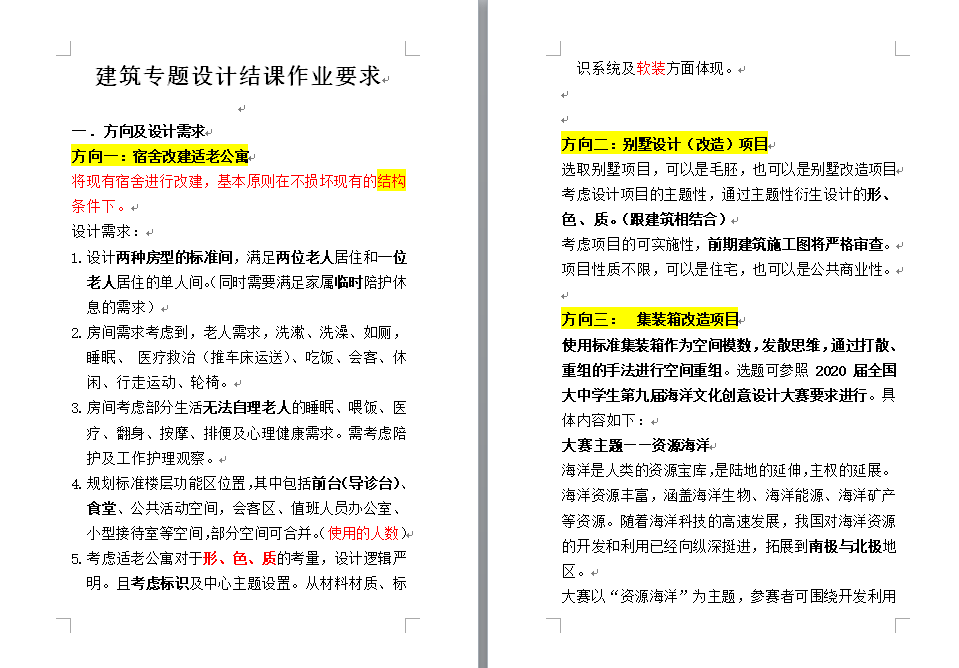 建筑专题设计结课作业要求
一．方向及设计需求
方向一：宿舍改建适老公寓
将现有宿舍进行改建，基本原则在不损坏现有的结构
条件下。
设计需求：
1. 设计两种房型的标准间，满足两位老人居住和一位
老人居住的单人间。（同时需要满足家属临时陪护休
息的需求）
2. 房间需求考虑到，老人需求，洗漱、洗澡、如厕，
睡眠、 医疗救治（推车床运送）、吃饭、会客、休
闲、行走运动、轮椅。
3. 房间考虑部分生活无法自理老人的睡眠、喂饭、医
疗、翻身、按摩、排便及心理健康需求。需考虑陪
护及工作护理观察。
4. 规划标准楼层功能区位置，其中包括前台（导诊台）、
食堂、公共活动空间，会客区、值班人员办公室、
小型接待室等空间，部分空间可合并。（使用的人数）
5. 考虑适老公寓对于形、色、质的考量，设计逻辑严
明。且考虑标识及中心主题设置。从材料材质、标
识系统及软装方面体现。
方向二：别墅设计（改造）项目
选取别墅项目，可以是毛胚，也可以是别墅改造项目
考虑设计项目的主题性，通过主题性衍生设计的形、
色、质。（跟建筑相结合）
考虑项目的可实施性，前期建筑施工图将严格审查。
项目性质不限，可以是住宅，也可以是公共商业性。
方向三： 集装箱改造项目
使用标准集装箱作为空间模数，发散思维，通过打散、
重组的手法进行空间重组。选题可参照 2020 届全国
大中学生第九届海洋文化创意设计大赛要求进行。具
体内容如下：
大赛主题——资源海洋
海洋是人类的资源宝库，是陆地的延伸，主权的延展。
海洋资源丰富，涵盖海洋生物、海洋能源、海洋矿产
等资源。随着海洋科技的高速发展，我国对海洋资源
的开发和利用已经向纵深挺进，拓展到南极与北极地
区。
大赛以“资源海洋”为主题，参赛者可围绕开发利用